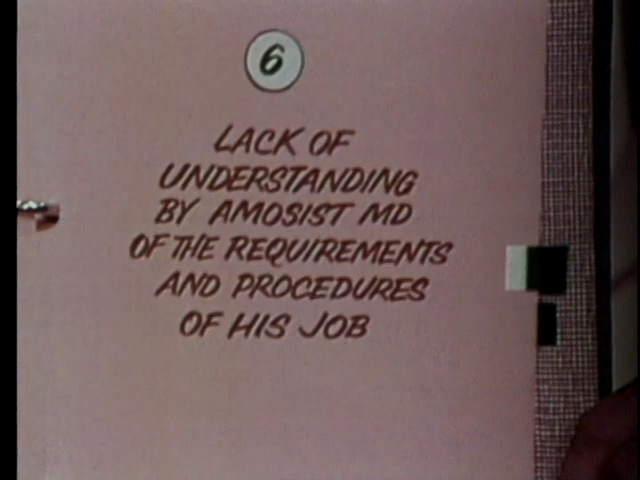 6
LACK OF
UNDERSTANDING
BY AMOSIST MD
OF THE REQUIREMENTS
AND PROCEDURES
OF HIS JOB